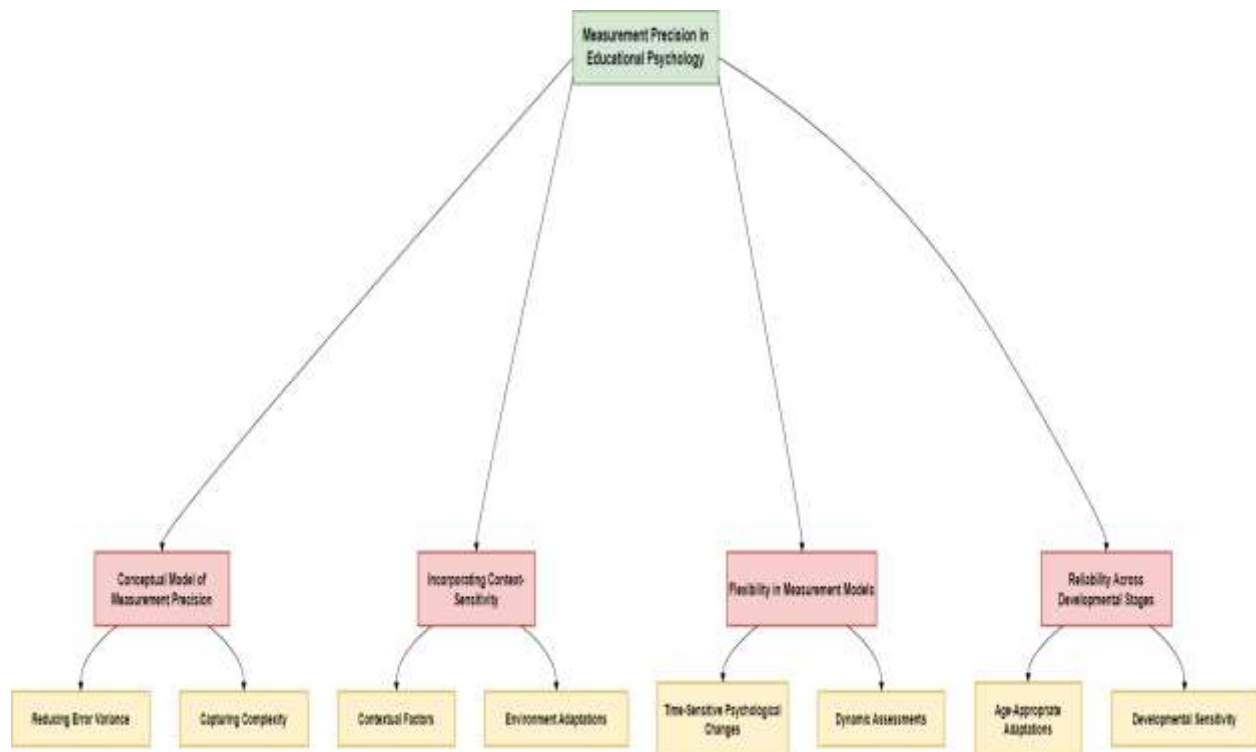 Measurement Precision in
Educational Psychology
Conceptual Model of
Measurement Precision
Incorporating Context-
Sensitivity
Flexibility in Measurement Models
Reliability Across
Developmental Stages
Reducing Error Variance
Capturing Complexity
Contextual Factors
Environment Adaptations
Time-Sensitive Psychological
Changes
Dynamic Assessments
Age-Appropriate
Adaptations
Developmental Sensitivity